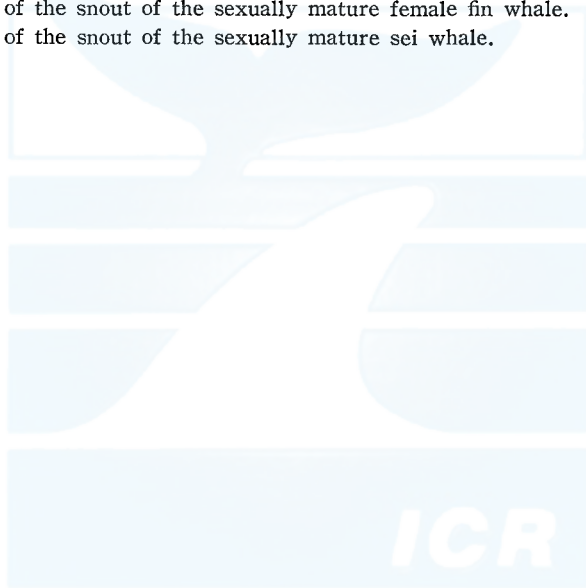 of the snout of the sexually mature female fin whale.
of the snout of the sexually mature sei whale.
ICR